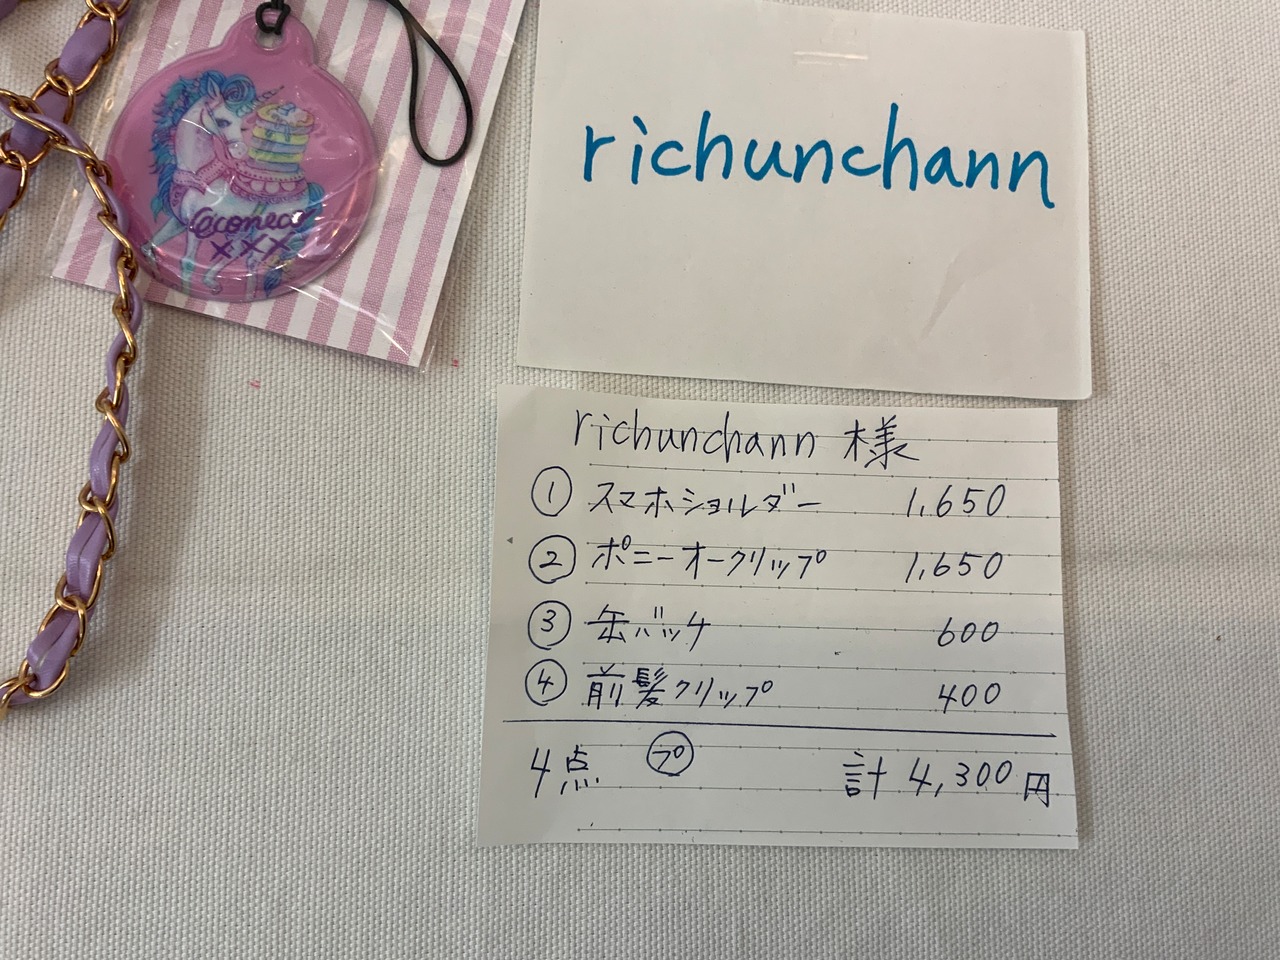 econeco
×××
richunchann
richunchann 様
① スマホショルダー 1,650
② ポニーオークリップ 1,650
③ 缶バッチ 600
④ 前髪クリップ 400
4点 プ 計 4,300円